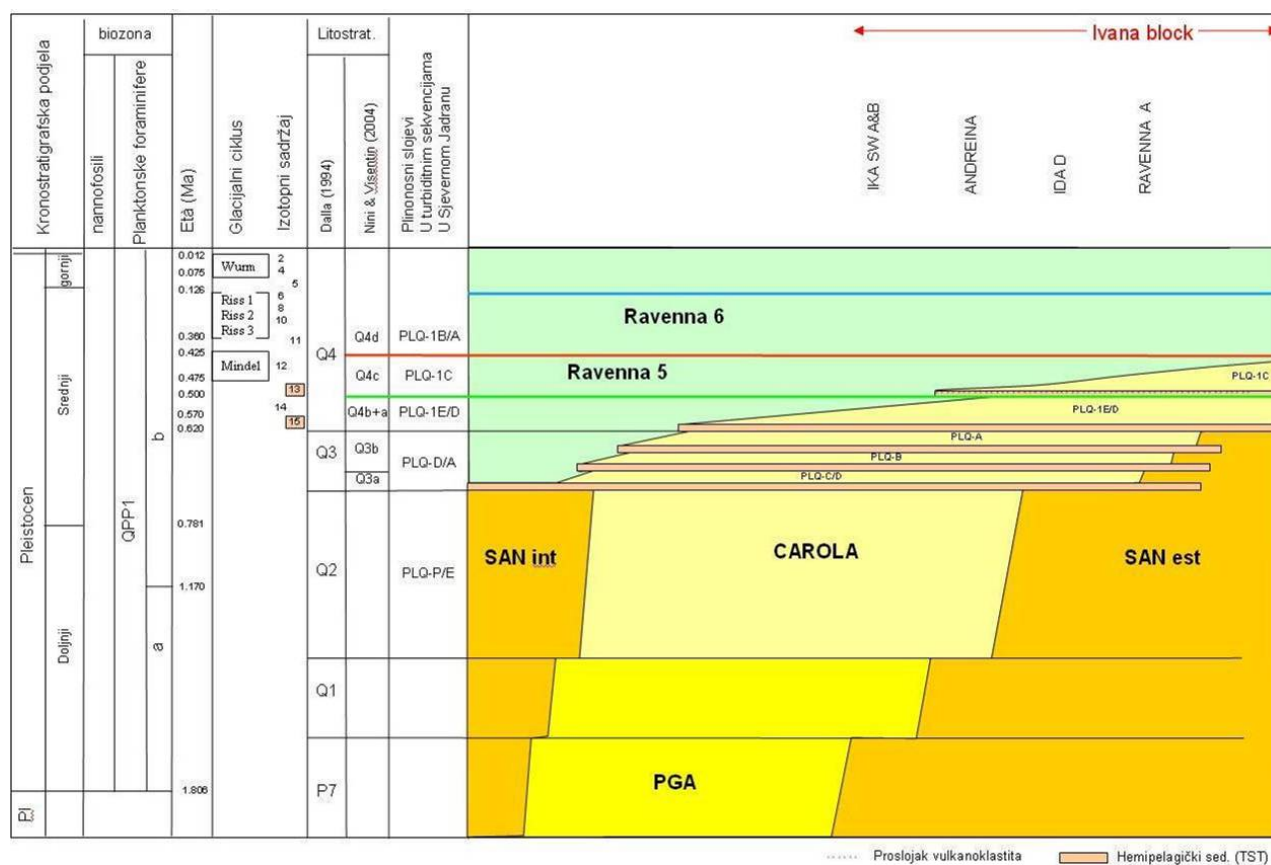 biozona
Litostrat.
Ivana block
Kronostratigrafska podjela
nannofosili
Planktonske foraminifere
Età (Ma)
Glacijalni ciklus
Izotopni sadržaj
Dalla (1994)
Nini & Visentin (2004)
Plinonosni slojevi
U turbiditnim sekvencijama
U Sjevernom Jadranu
IKA SW A&B
ANDREINA
IDA D
RAVENNA A
Pleistocen
Pl
gornji
Srednji
Doljnji
QPP1
b
a
0.012
0.075
0.126
0.360
0.425
0.475
0.500
0.570
0.620
0.781
1.170
1.806
Wurm
Riss 1
Riss 2
Riss 3
Mindel
2
4
5
6
8
10
11
12
13
14
15
Q4
Q3
Q2
Q1
P7
Q4d
Q4c
Q4b+a
Q3b
Q3a
PLQ-1B/A
PLQ-1C
PLQ-1E/D
PLQ-D/A
PLQ-P/E
Ravenna 6
Ravenna 5
PLQ-1C
PLQ-1E/D
PLQ-A
PLQ-B
PLQ-C/D
SAN int
CAROLA
SAN est
PGA
Proslojak vulkanoklastita
Hemipelagički sed. (TST)